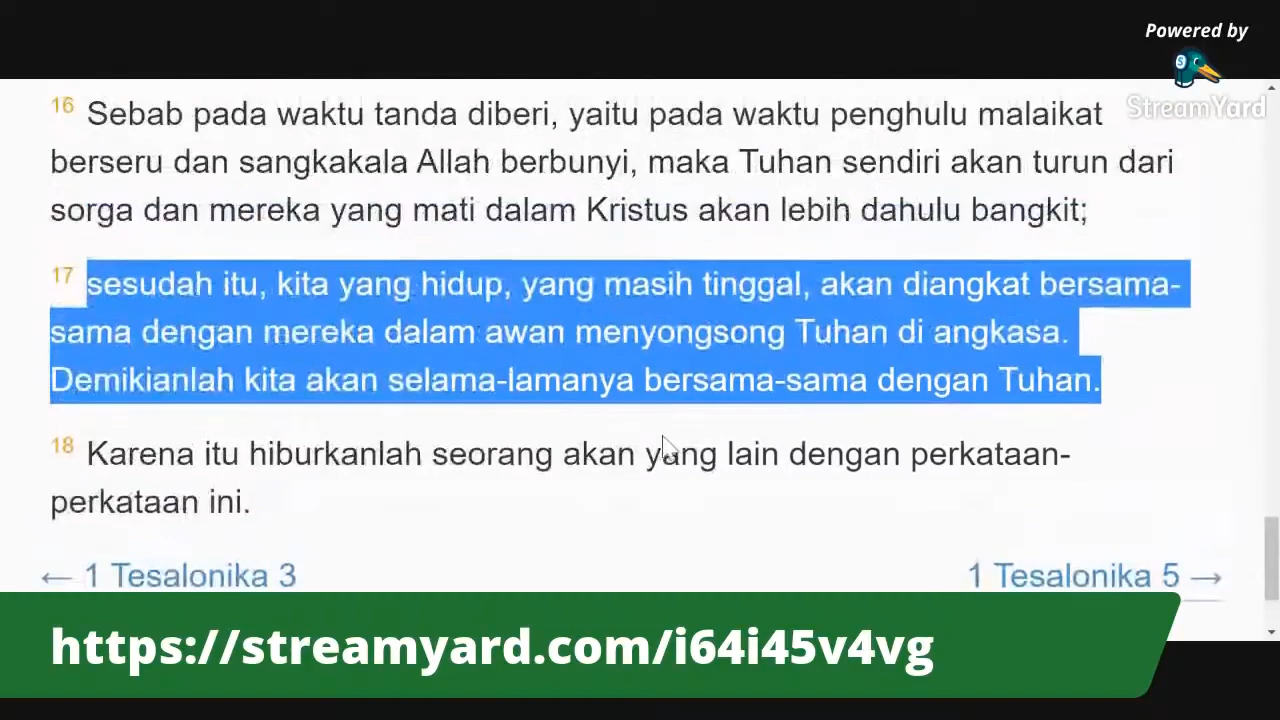 Powered by
StreamYard
16 Sebab pada waktu tanda diberi, yaitu pada waktu penghulu malaikat
berseru dan sangkakala Allah berbunyi, maka Tuhan sendiri akan turun dari
sorga dan mereka yang mati dalam Kristus akan lebih dahulu bangkit;
17 sesudah itu, kita yang hidup, yang masih tinggal, akan diangkat bersama-
sama dengan mereka dalam awan menyongsong Tuhan di angkasa.
Demikianlah kita akan selama-lamanya bersama-sama dengan Tuhan.
18 Karena itu hiburkanlah seorang akan yang lain dengan perkataan-
perkataan ini.
← 1 Tesalonika 3
1 Tesalonika 5 →
https://streamyard.com/i64i45v4vg